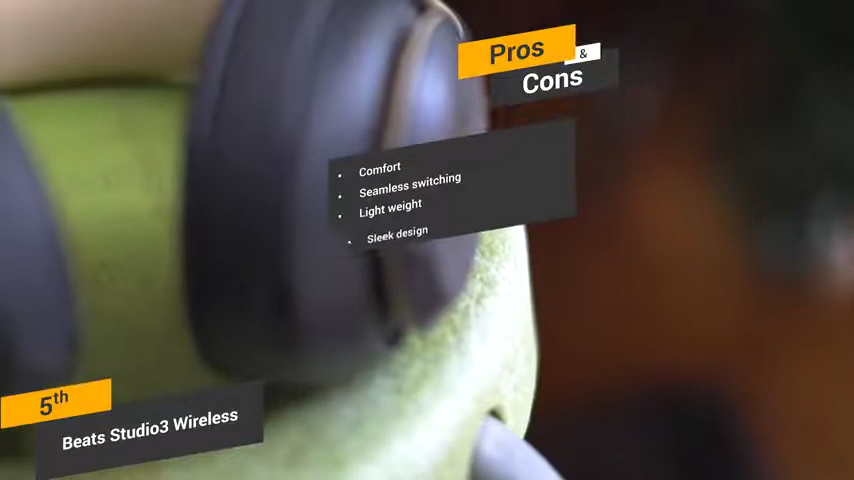 Pros
&
Cons
• Comfort
• Seamless switching
• Light weight
• Sleek design
5th
Beats Studio3 Wireless